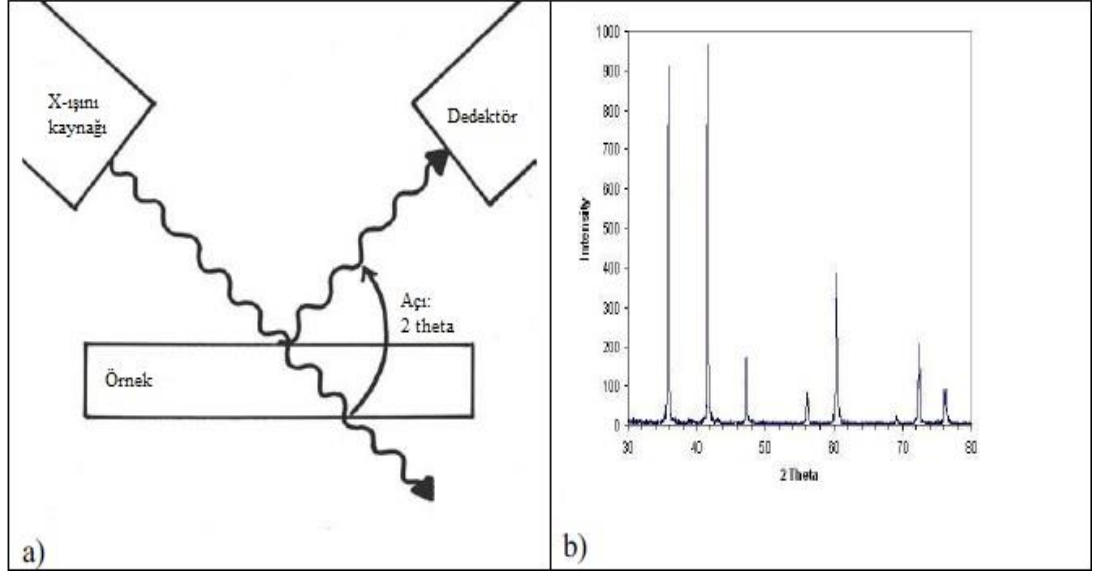 X-ışını
kaynağı
Dedektör
Açı:
2 theta
Örnek
a)
1000
900
800
700
600
500
400
300
200
100
0
Intensity
30 40 50 60 70 80
2 Theta
b)